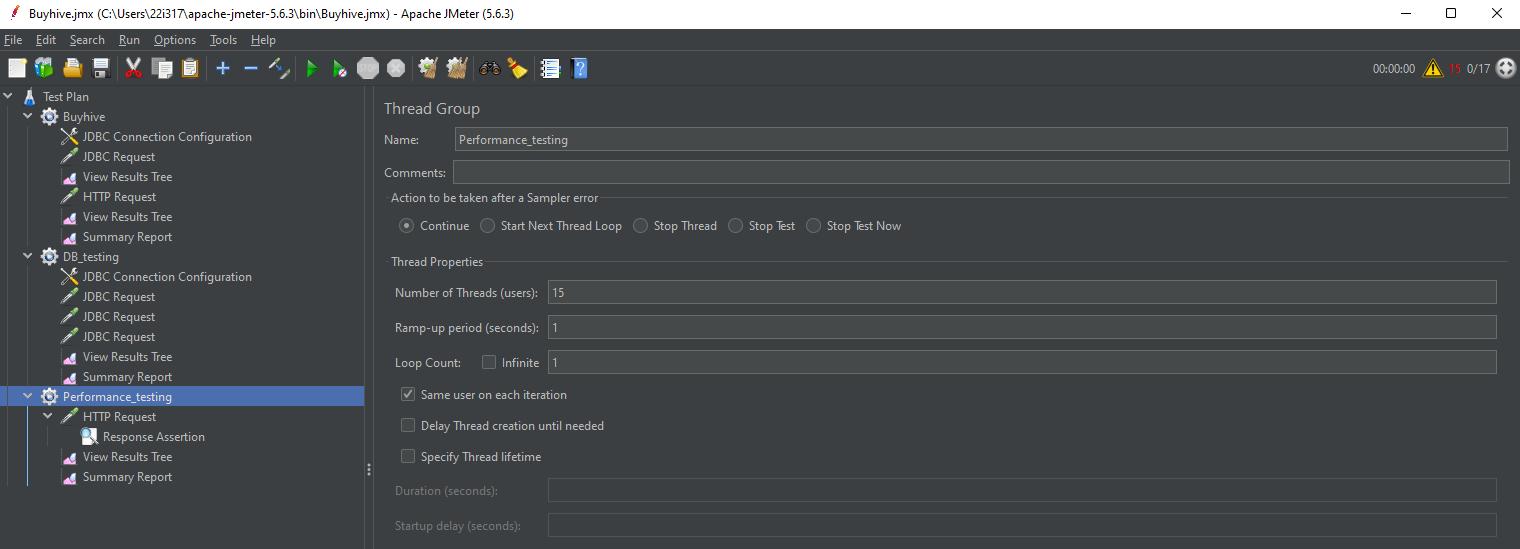 Buyhive.jmx (C:\Users\22i317\apache-jmeter-5.6.3\bin\Buyhive.jmx) - Apache JMeter (5.6.3)
File Edit Search Run Options Tools Help
STOP 00:00:00 15 0/17
Test Plan
Buyhive
JDBC Connection Configuration
JDBC Request
View Results Tree
HTTP Request
View Results Tree
Summary Report
DB_testing
JDBC Connection Configuration
JDBC Request
JDBC Request
JDBC Request
View Results Tree
Summary Report
Performance_testing
HTTP Request
Response Assertion
View Results Tree
Summary Report
Thread Group
Name: Performance_testing
Comments:
Action to be taken after a Sampler error
Continue Start Next Thread Loop Stop Thread Stop Test Stop Test Now
Thread Properties
Number of Threads (users): 15
Ramp-up period (seconds): 1
Loop Count: Infinite 1
Same user on each iteration
Delay Thread creation until needed
Specify Thread lifetime
Duration (seconds):
Startup delay (seconds):